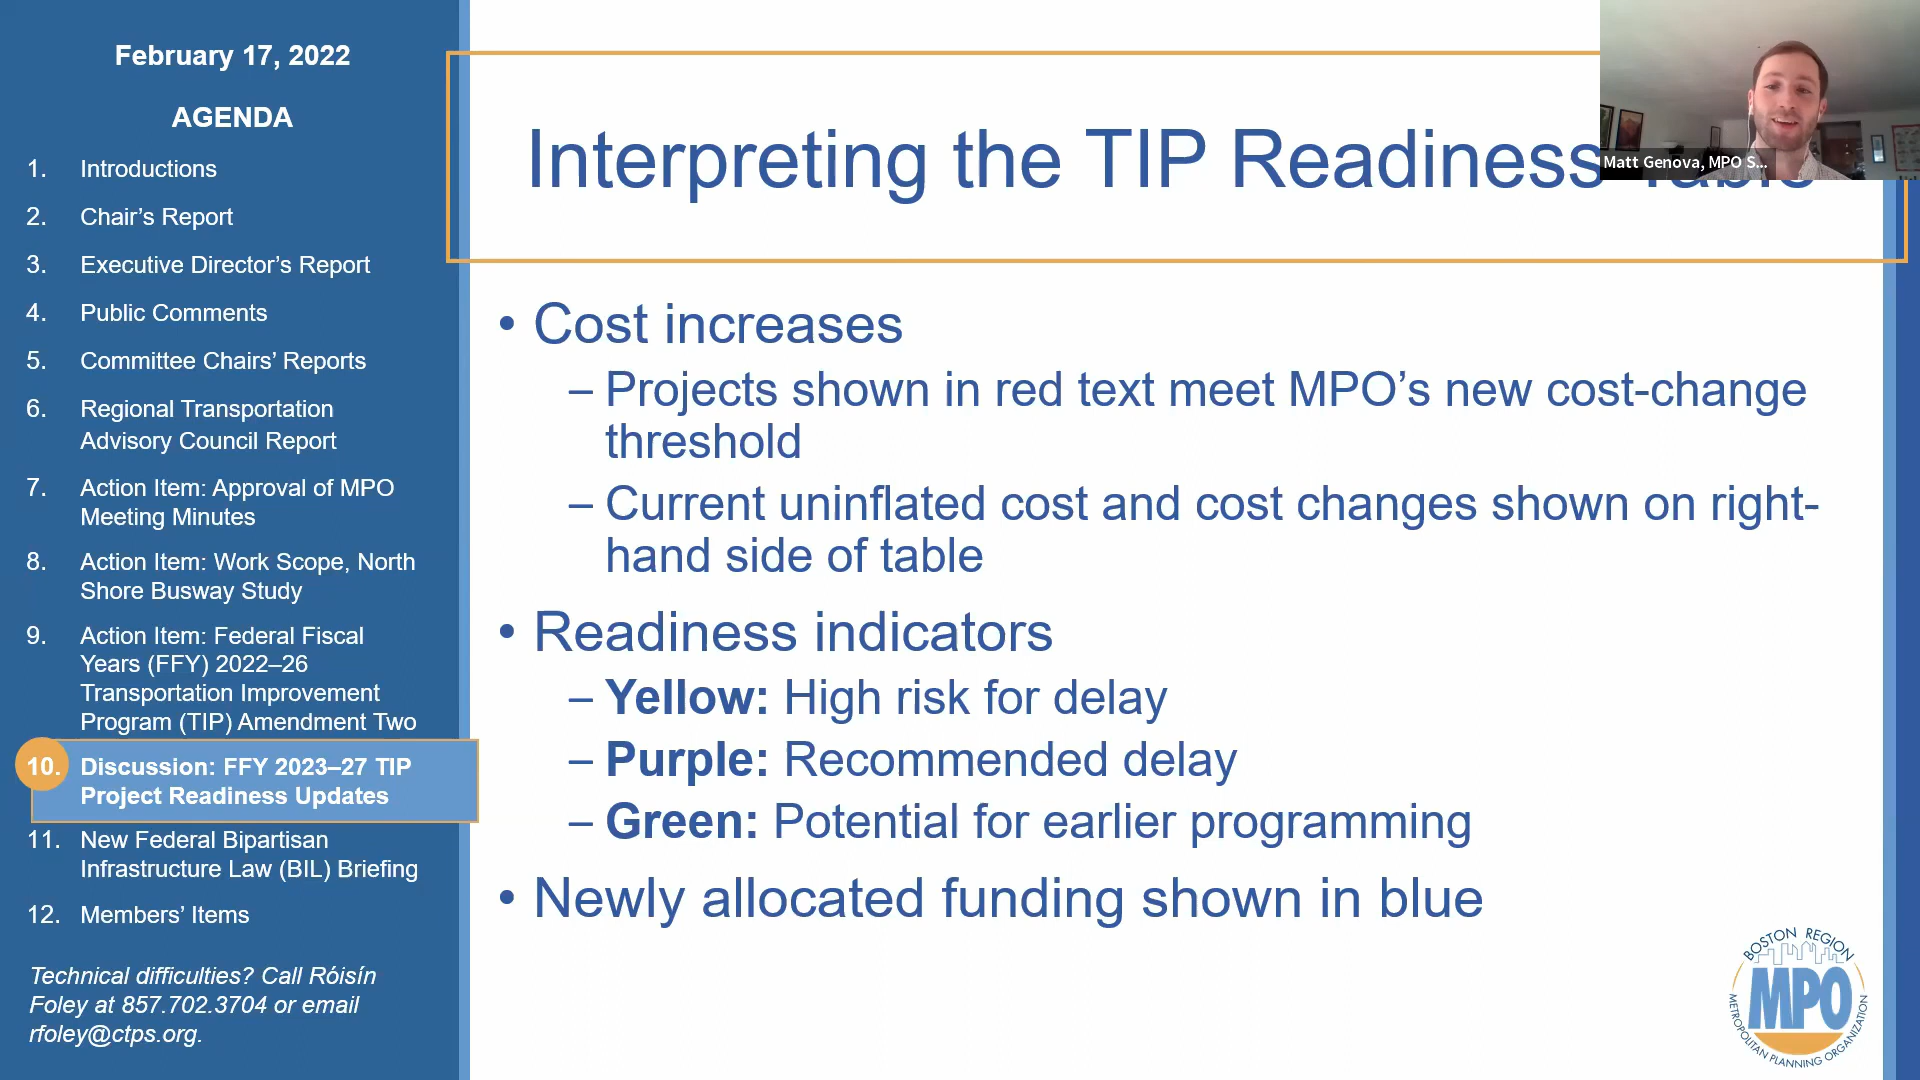 February 17, 2022
AGENDA
1. Introductions
2. Chair’s Report
3. Executive Director’s Report
4. Public Comments
5. Committee Chairs’ Reports
6. Regional Transportation
Advisory Council Report
7. Action Item: Approval of MPO
Meeting Minutes
8. Action Item: Work Scope, North
Shore Busway Study
9. Action Item: Federal Fiscal
Years (FFY) 2022–26
Transportation Improvement
Program (TIP) Amendment Two
10. Discussion: FFY 2023–27 TIP
Project Readiness Updates
11. New Federal Bipartisan
Infrastructure Law (BIL) Briefing
12. Members’ Items
Technical difficulties? Call Róisín
Foley at 857.702.3704 or email
rfoley@ctps.org.
Interpreting the TIP Readiness
Matt Genova, MPO S...
• Cost increases
– Projects shown in red text meet MPO’s new cost-change
threshold
– Current uninflated cost and cost changes shown on right-
hand side of table
• Readiness indicators
– Yellow: High risk for delay
– Purple: Recommended delay
– Green: Potential for earlier programming
• Newly allocated funding shown in blue
BOSTON REGION
MPO
METROPOLITAN PLANNING ORGANIZATION